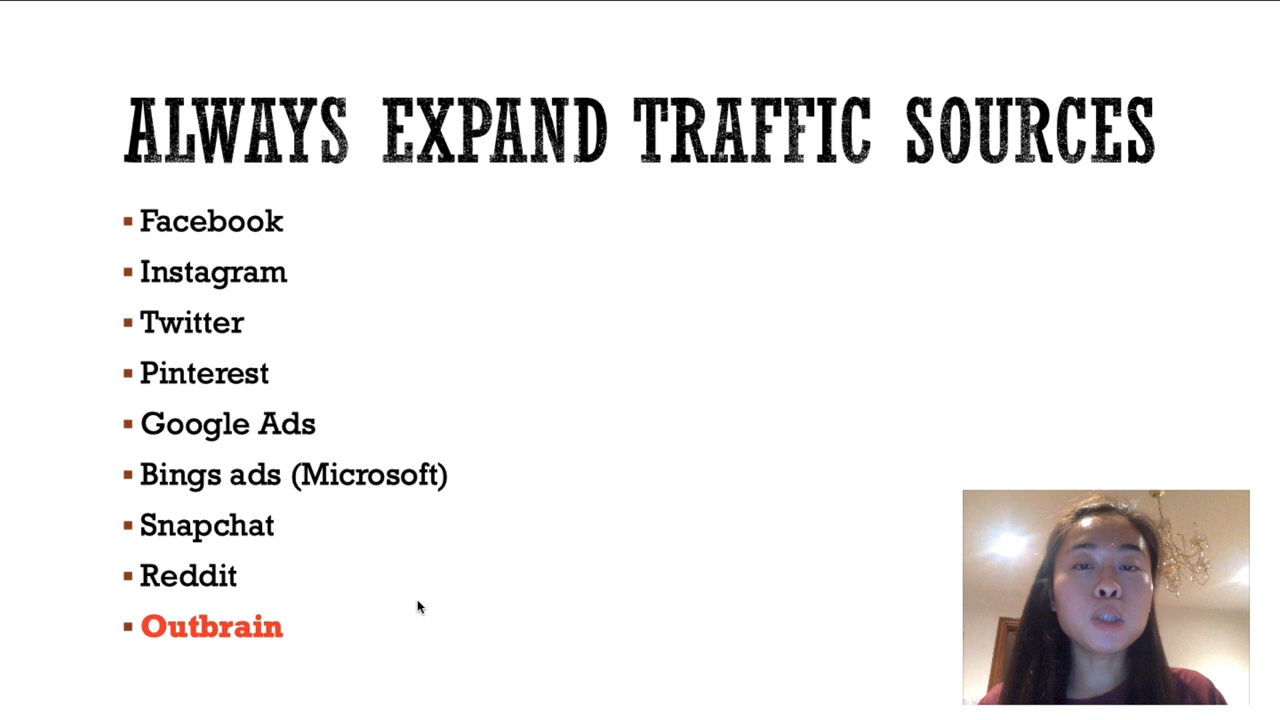 ALWAYS EXPAND TRAFFIC SOURCES
Facebook
Instagram
Twitter
Pinterest
Google Ads
Bings ads (Microsoft)
Snapchat
Reddit
Outbrain